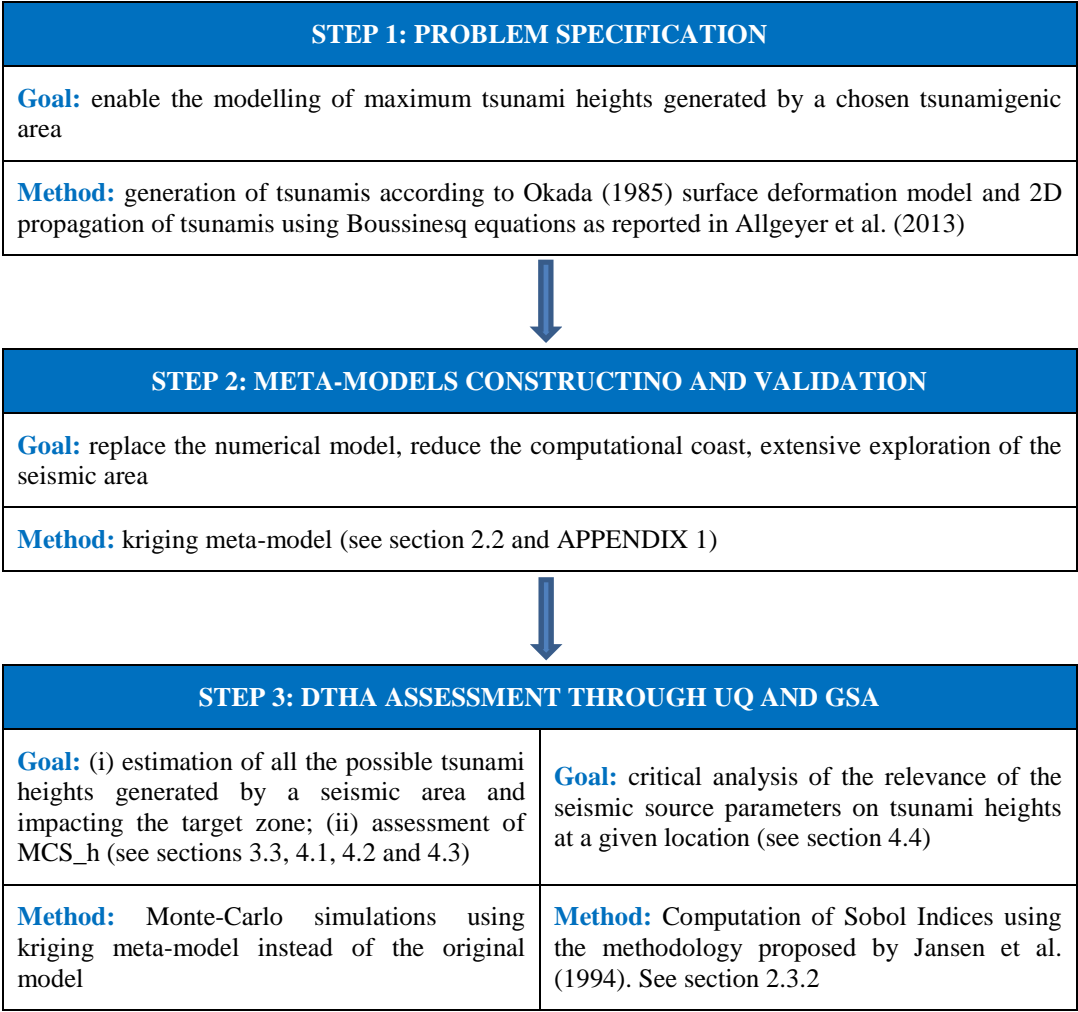 STEP 1: PROBLEM SPECIFICATION
Goal: enable the modelling of maximum tsunami heights generated by a chosen tsunamigenic
area
Method: generation of tsunamis according to Okada (1985) surface deformation model and 2D
propagation of tsunamis using Boussinesq equations as reported in Allgeyer et al. (2013)
STEP 2: META-MODELS CONSTRUCTINO AND VALIDATION
Goal: replace the numerical model, reduce the computational coast, extensive exploration of the
seismic area
Method: kriging meta-model (see section 2.2 and APPENDIX 1)
STEP 3: DTHA ASSESSMENT THROUGH UQ AND GSA
Goal: (i) estimation of all the possible tsunami
heights generated by a seismic area and
impacting the target zone; (ii) assessment of
MCS_h (see sections 3.3, 4.1, 4.2 and 4.3)
Goal: critical analysis of the relevance of the
seismic source parameters on tsunami heights
at a given location (see section 4.4)
Method: Monte-Carlo simulations using
kriging meta-model instead of the original
model
Method: Computation of Sobol Indices using
the methodology proposed by Jansen et al.
(1994). See section 2.3.2